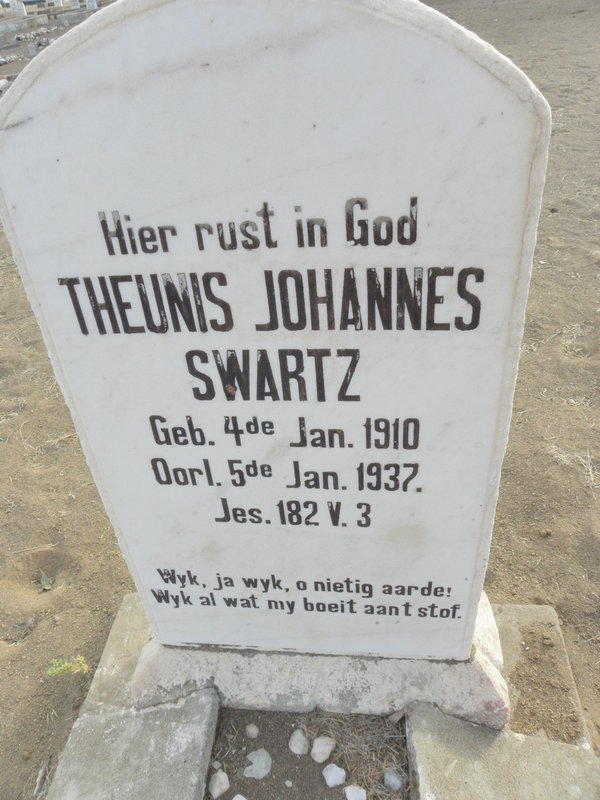 Hier rust in God
THEUNIS JOHANNES
SWARTZ
Geb. 4de Jan. 1910
Oorl. 5de Jan. 1937.
Jes. 182 V. 3
Wyk, ja wyk, o nietig aarde!
Wyk al wat my boeit aant stof.